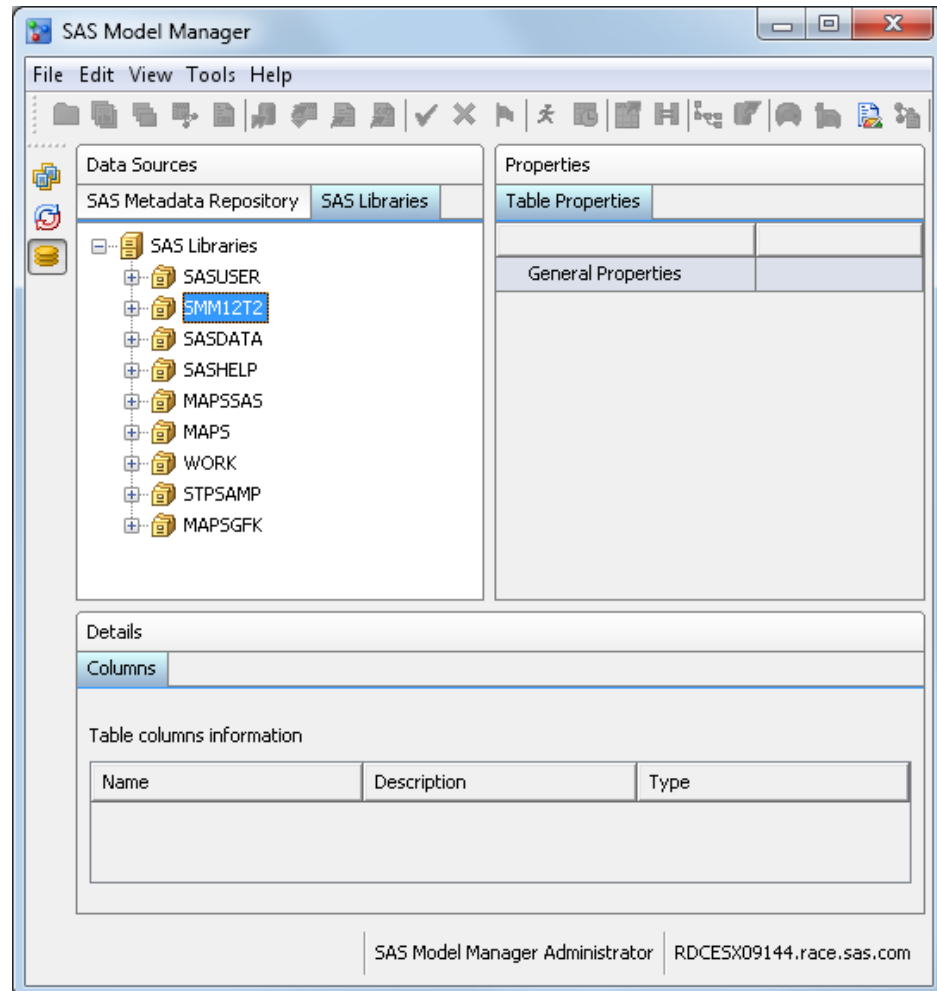 SAS Model Manager
File Edit View Tools Help
Data Sources
SAS Metadata Repository
SAS Libraries
SAS Libraries
SASUSER
SMM12T2
SASDATA
SASHELP
MAPSSAS
MAPS
WORK
STPSAMP
MAPSGFK
Properties
Table Properties
General Properties
Details
Columns
Table columns information
Name Description Type
SAS Model Manager Administrator RDCESX09144.race.sas.com